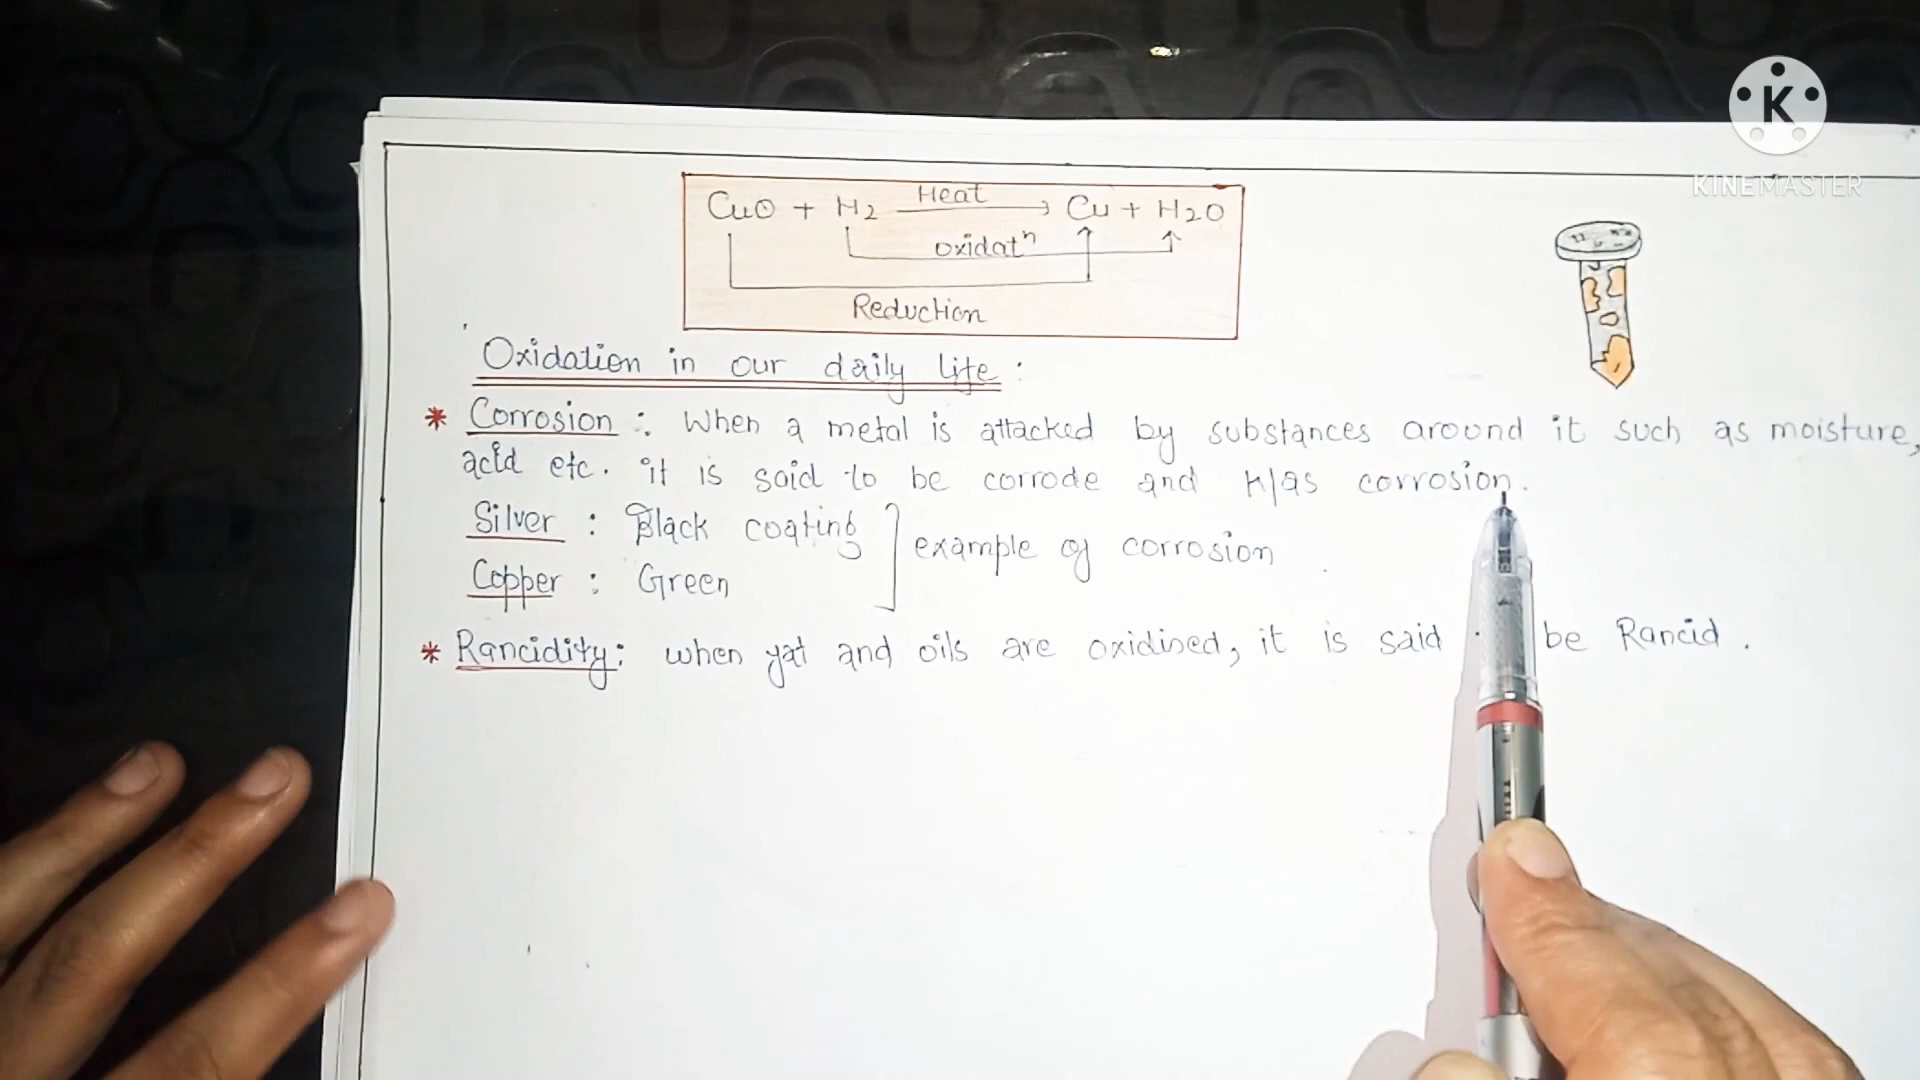 K
KINEMASTER
CuO + H2 Heat → Cu + H2O
Oxidatⁿ
Reduction
Oxidation in our daily life :
* Corrosion : When a metal is attacked by substances around it such as moisture,
acid etc. it is said to be corrode and K/as corrosion.
Silver : Black coating
example of corrosion
Copper : Green
* Rancidity : when fat and oils are oxidised, it is said be Rancid .